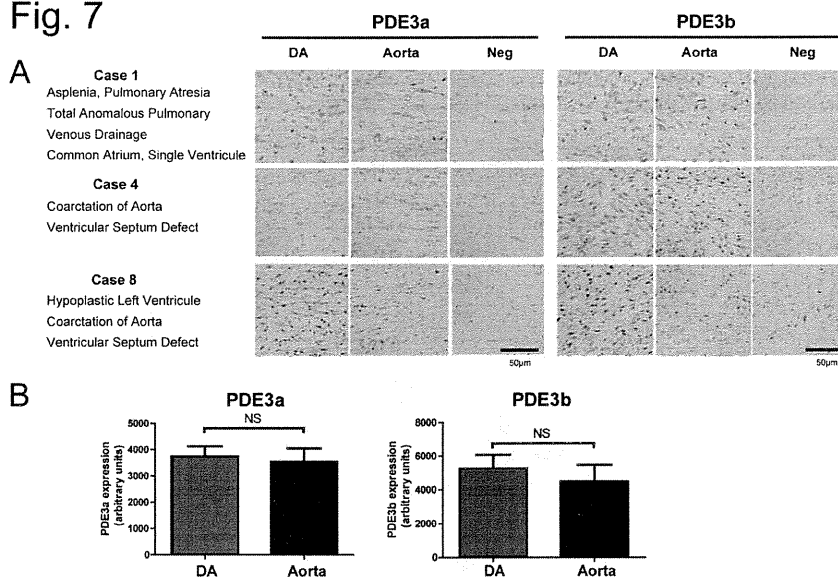 Fig. 7
PDE3a PDE3b
DA Aorta Neg DA Aorta Neg
A
Case 1
Asplenia, Pulmonary Atresia
Total Anomalous Pulmonary
Venous Drainage
Common Atrium, Single Ventricule
Case 4
Coarctation of Aorta
Ventricular Septum Defect
Case 8
Hypoplastic Left Ventricule
Coarctation of Aorta
Ventricular Septum Defect
50μm 50μm
B
PDE3a PDE3b
NS NS
PDE3a expression
(arbitrary units)
5000
4000
3000
2000
1000
0
DA Aorta
PDE3b expression
(arbitrary units)
8000
6000
4000
2000
0
DA Aorta